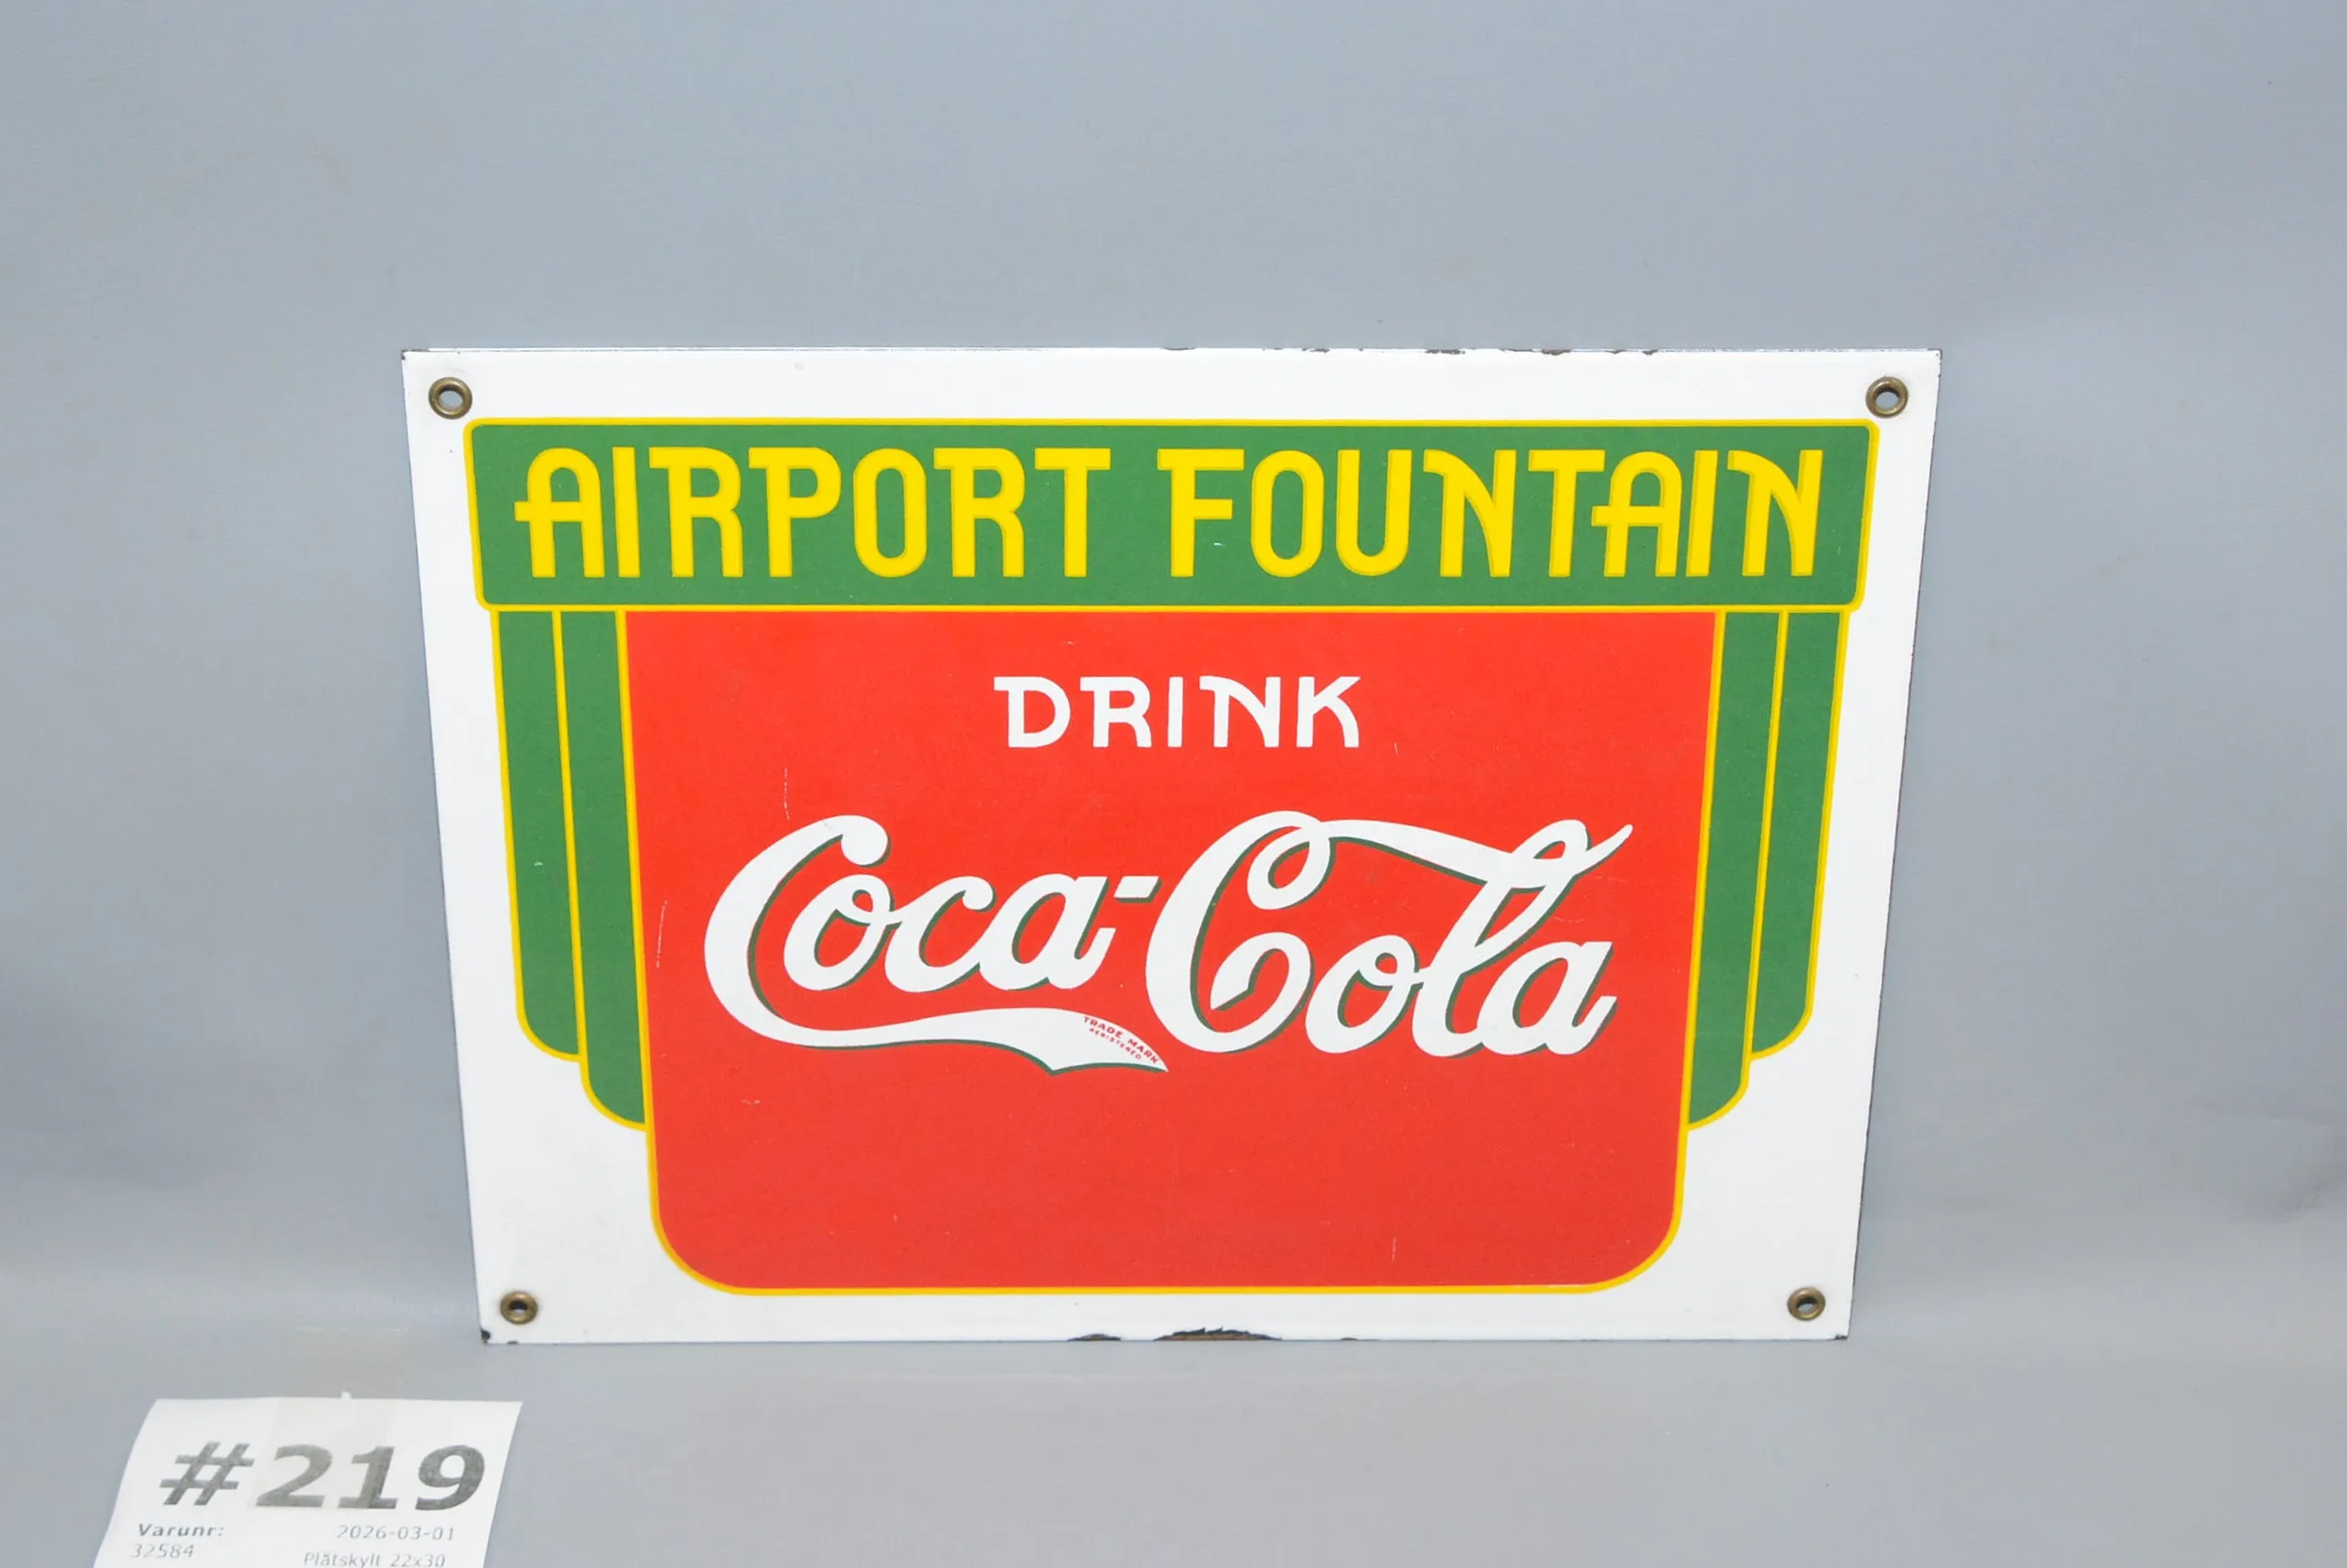 AIRPORT FOUNTAIN
DRINK
Coca-Cola
TRADE MARK
REGISTERED
#219
Varunr: 2026-03-01
32584 Plåtskylt 22x30